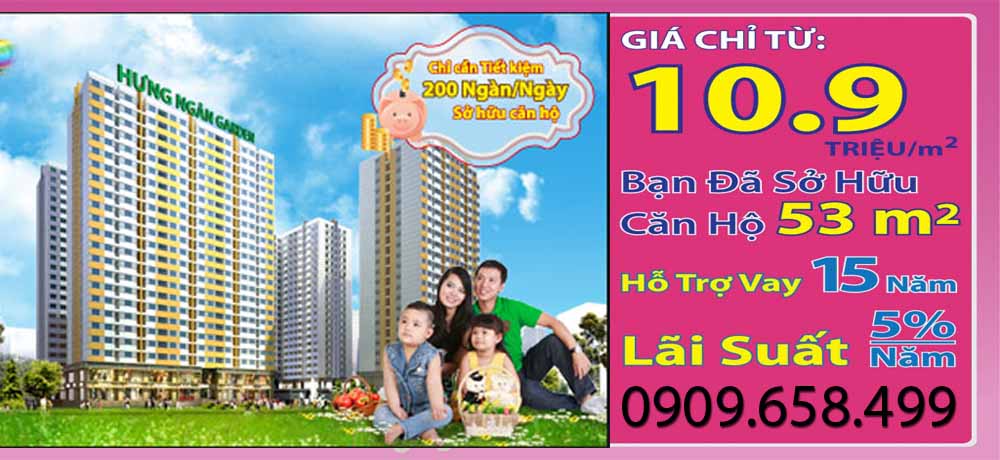 HƯNG NGÂN GARDEN
Chỉ cần Tiết kiệm
200 Ngàn/Ngày
Sở hữu căn hộ
GIÁ CHỈ TỪ:
10.9
TRIỆU/m²
Bạn Đã Sở Hữu
Căn Hộ 53 m²
Hỗ Trợ Vay 15 Năm
Lãi Suất 5%/Năm
0909.658.499